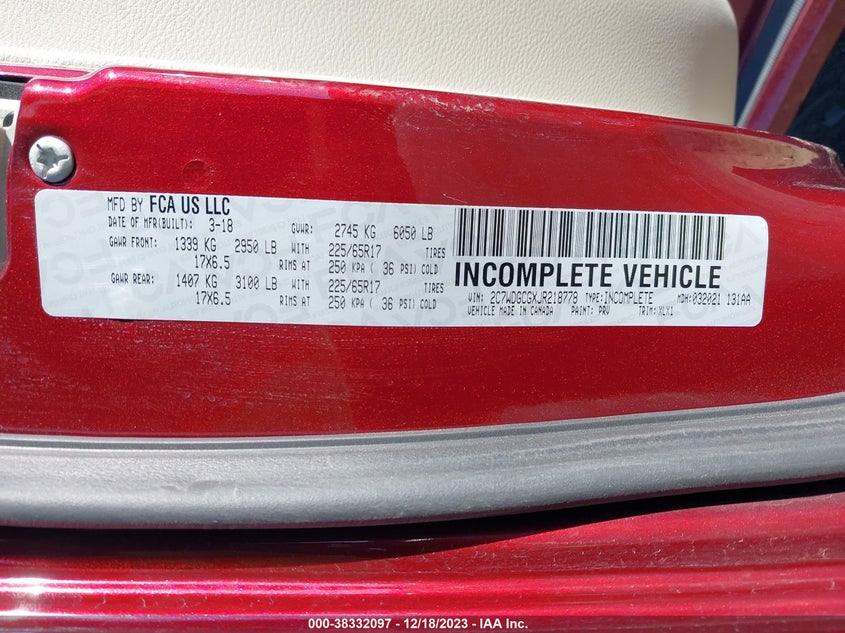 MFD BY FCA US LLC
DATE OF MFR(BUILT): 3-18 GVWR: 2745 KG 6050 LB
GAWR FRONT: 1339 KG 2950 LB WITH 225/65R17 TIRES
17X6.5 RIMS AT 250 KPA ( 36 PSI) COLD
GAWR REAR: 1407 KG 3100 LB WITH 225/65R17 TIRES
17X6.5 RIMS AT 250 KPA ( 36 PSI) COLD
INCOMPLETE VEHICLE
VIN: 2C7WDGCGXJR218778 TYPE:INCOMPLETE MDH:032021 131AA
VEHICLE MADE IN CANADA PAINT: PRV TRIM:XLX1
000-38332097 - 12/18/2023 - IAA Inc.